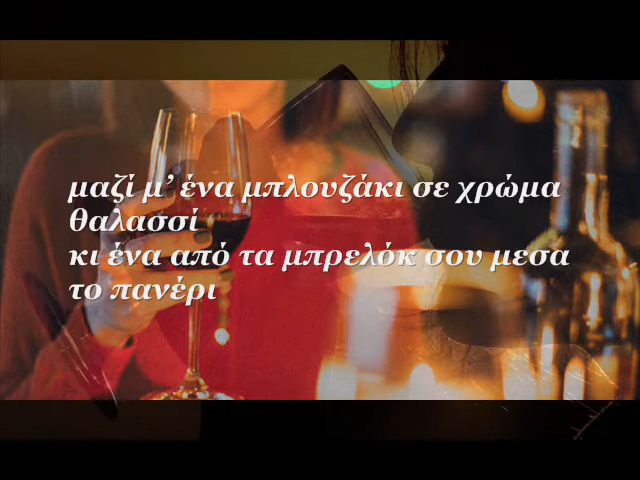 μαζί μ’ ένα μπλουζάκι σε χρώμα
θαλασσί
κι ένα από τα μπρελόκ σου μεσα
το πανέρι